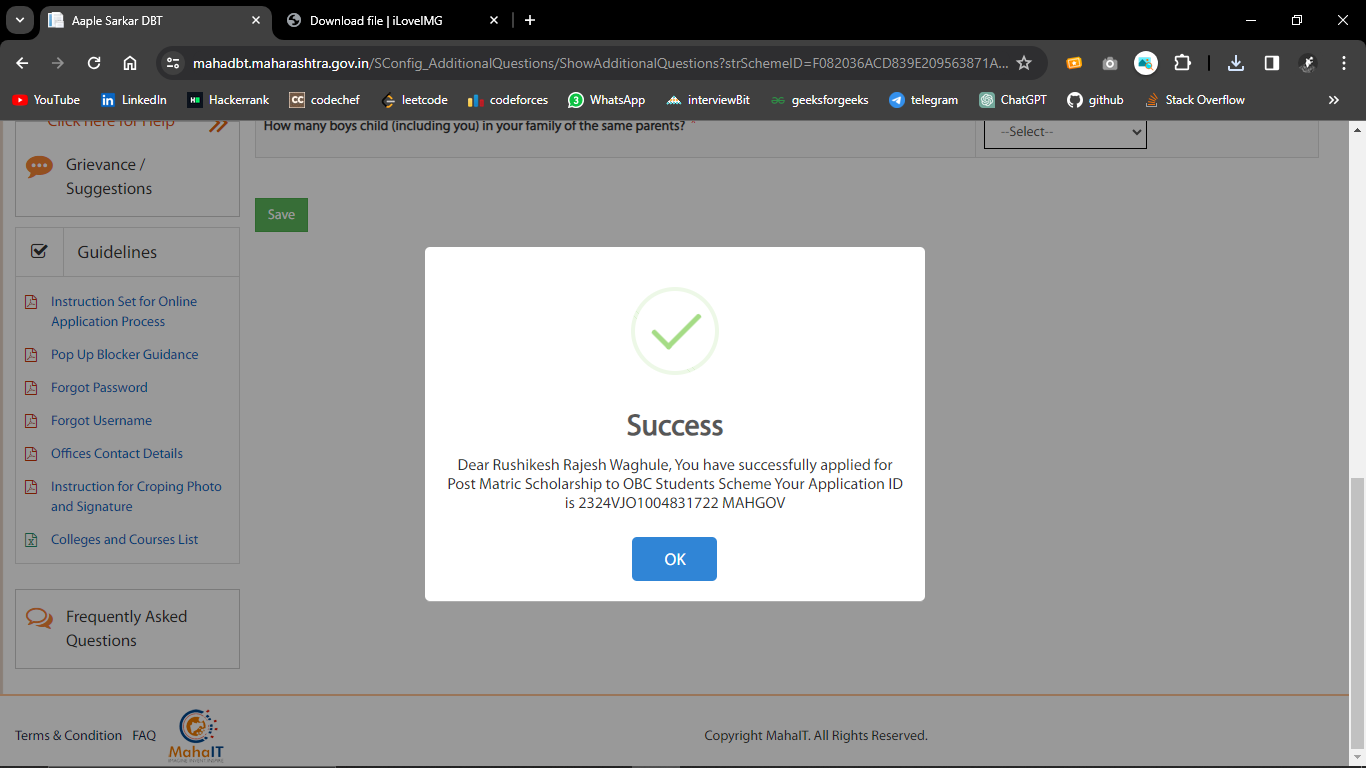 Aaple Sarkar DBT
Download file | iLoveIMG
mahadbt.maharashtra.gov.in/SConfig_AdditionalQuestions/ShowAdditionalQuestions?strSchemeID=F082036ACD839E209563871A...
YouTube
LinkedIn
Hackerrank
codechef
leetcode
codeforces
WhatsApp
interviewBit
geeksforgeeks
telegram
ChatGPT
github
Stack Overflow
Click here for Help
How many boys child (including you) in your family of the same parents? *
--Select--
Grievance /
Suggestions
Save
Guidelines
Instruction Set for Online
Application Process
Pop Up Blocker Guidance
Forgot Password
Forgot Username
Offices Contact Details
Instruction for Croping Photo
and Signature
Colleges and Courses List
Frequently Asked
Questions
Success
Dear Rushikesh Rajesh Waghule, You have successfully applied for
Post Matric Scholarship to OBC Students Scheme Your Application ID
is 2324VJO1004831722 MAHGOV
OK
Terms & Condition FAQ
MahaIT
Copyright MahaIT. All Rights Reserved.